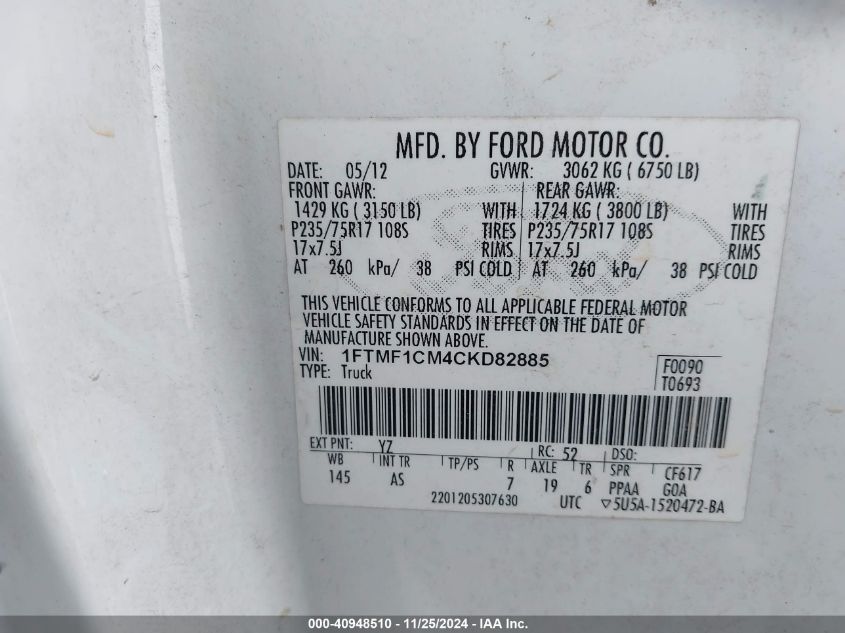 MFD. BY FORD MOTOR CO.
DATE: 05/12 GVWR: 3062 KG ( 6750 LB)
FRONT GAWR: REAR GAWR:
1429 KG ( 3150 LB) WITH 1724 KG ( 3800 LB) WITH
P235/75R17 108S TIRES P235/75R17 108S TIRES
17x7.5J RIMS 17x7.5J RIMS
AT 260 kPa/ 38 PSI COLD AT 260 kPa/ 38 PSI COLD
THIS VEHICLE CONFORMS TO ALL APPLICABLE FEDERAL MOTOR
VEHICLE SAFETY STANDARDS IN EFFECT ON THE DATE OF
MANUFACTURE SHOWN ABOVE.
VIN: 1FTMF1CM4CKD82885
TYPE: Truck
F0090
T0693
EXT PNT: YZ RC: 52 DSO:
WB INT TR TP/PS R AXLE TR SPR CF617
145 AS 7 19 6 PPAA GOA
2201205307630 UTC ▽5U5A-1520472-BA
000-40948510 - 11/25/2024 - IAA Inc.